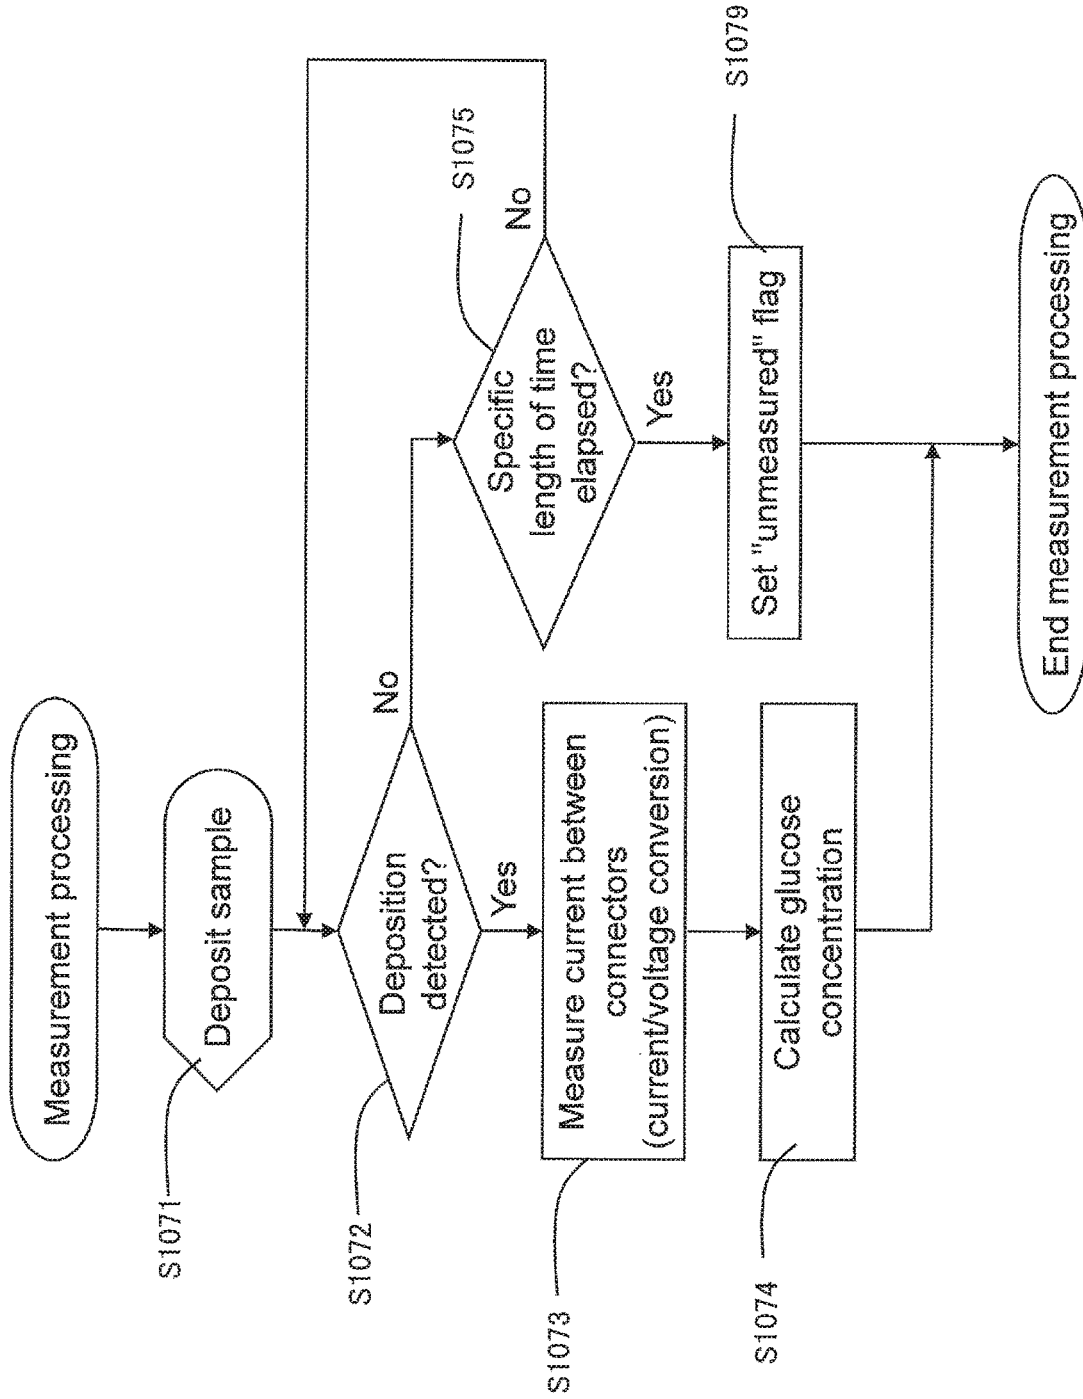 Measurement processing
S1071
Deposit sample
S1072
Deposition
detected?
No
Yes
S1075
Specific
length of time
elapsed?
No
Yes
S1073
Measure current between
connectors
(current/voltage conversion)
S1079
Set "unmeasured" flag
S1074
Calculate glucose
concentration
End measurement processing